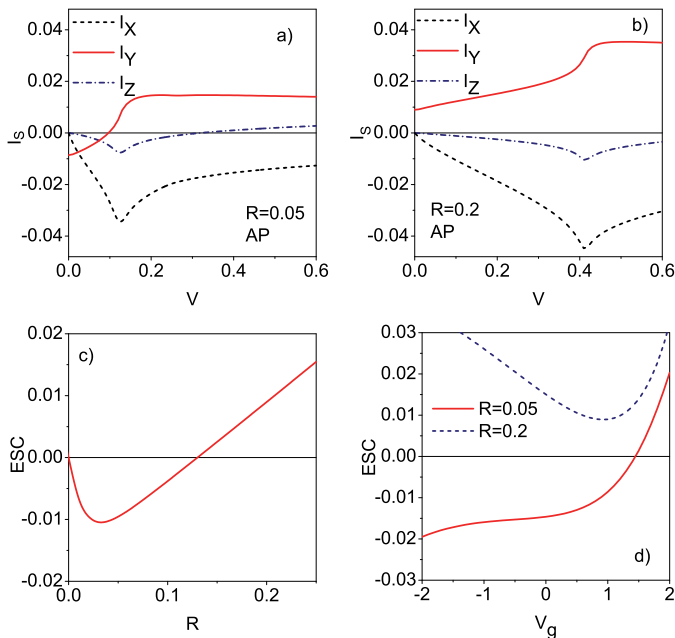 I_X
I_Y
I_Z
a)
0.04
0.02
0.00
-0.02
-0.04
I_S
R=0.05
AP
0.0 0.2 0.4 0.6
V
I_X
I_Y
I_Z
b)
0.04
0.02
0.00
-0.02
-0.04
I_S
R=0.2
AP
0.0 0.2 0.4 0.6
V
c)
0.02
0.01
0.00
-0.01
-0.02
ESC
0.0 0.1 0.2
R
0.03
0.02
0.01
0.00
-0.01
-0.02
-0.03
ESC
R=0.05
R=0.2
d)
-2 -1 0 1 2
V_g